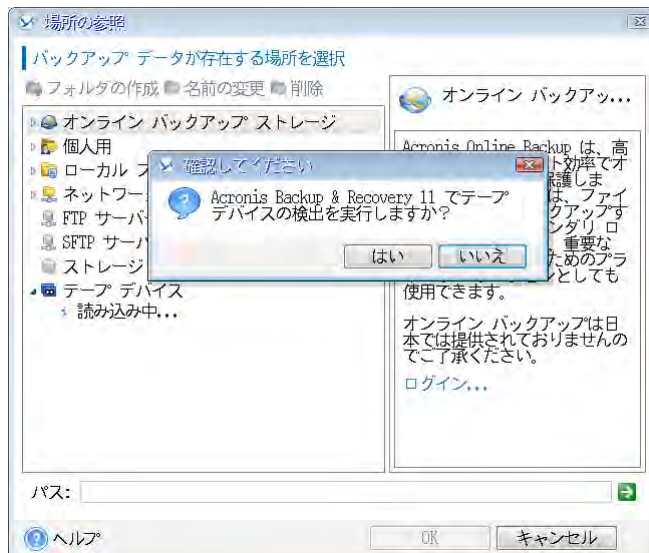 場所の参照
バックアップ データが存在する場所を選択
フォルダの作成 名前の変更 削除
オンライン バックアップ ストレージ
個人用
ローカル フ
ネットワー
FTP サーバ
SFTP サーバ
ストレージ
テープ デバイス
読み込み中...
オンライン バックアッ...
Acronis Online Backup は、高
ト効率でオ
保護しま
は、ファイ
クアップす
ンダリ ロ
重要な
ためのプラ
としても
使用できます。
オンライン バックアップは日
本では提供されておりませんの
でご了承ください。
ログイン...
確認してください
Acronis Backup & Recovery 11 でテープ
デバイスの検出を実行しますか?
はい
いいえ
パス:
ヘルプ
OK
キャンセル